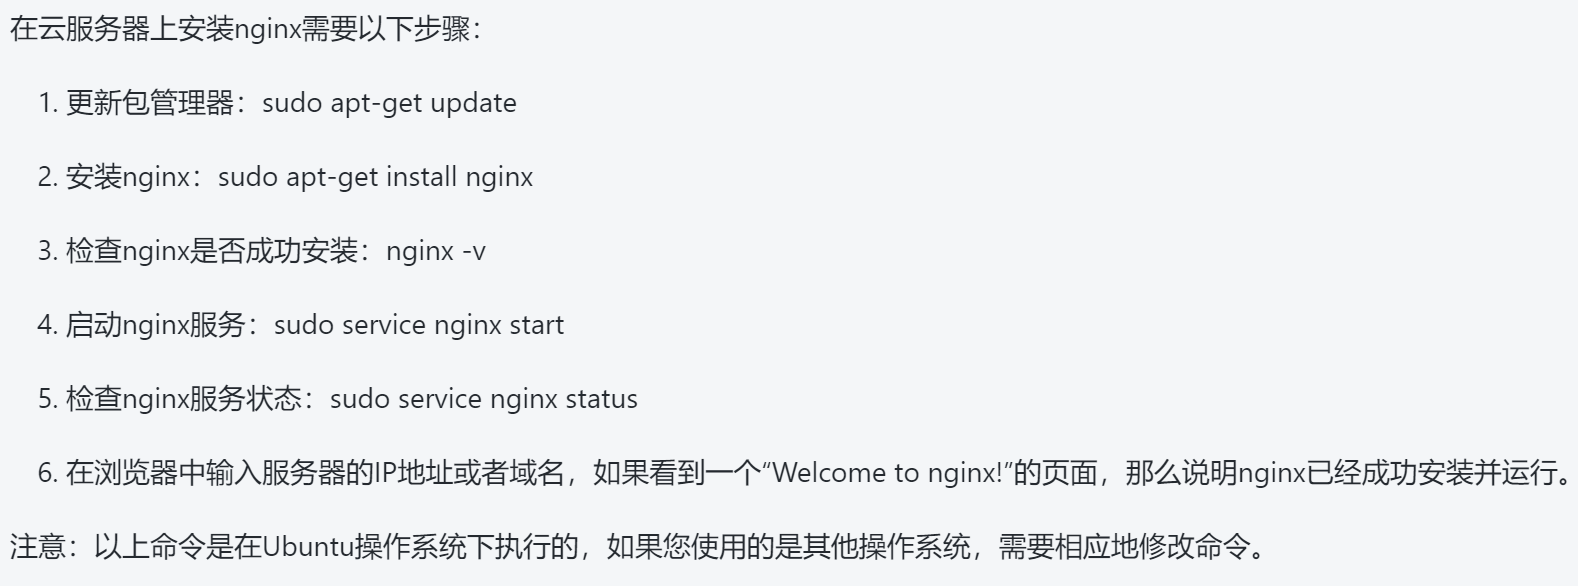 在云服务器上安装nginx需要以下步骤：
1. 更新包管理器：sudo apt-get update
2. 安装nginx：sudo apt-get install nginx
3. 检查nginx是否成功安装：nginx -v
4. 启动nginx服务：sudo service nginx start
5. 检查nginx服务状态：sudo service nginx status
6. 在浏览器中输入服务器的IP地址或者域名，如果看到一个“Welcome to nginx!”的页面，那么说明nginx已经成功安装并运行。
注意：以上命令是在Ubuntu操作系统下执行的，如果您使用的是其他操作系统，需要相应地修改命令。